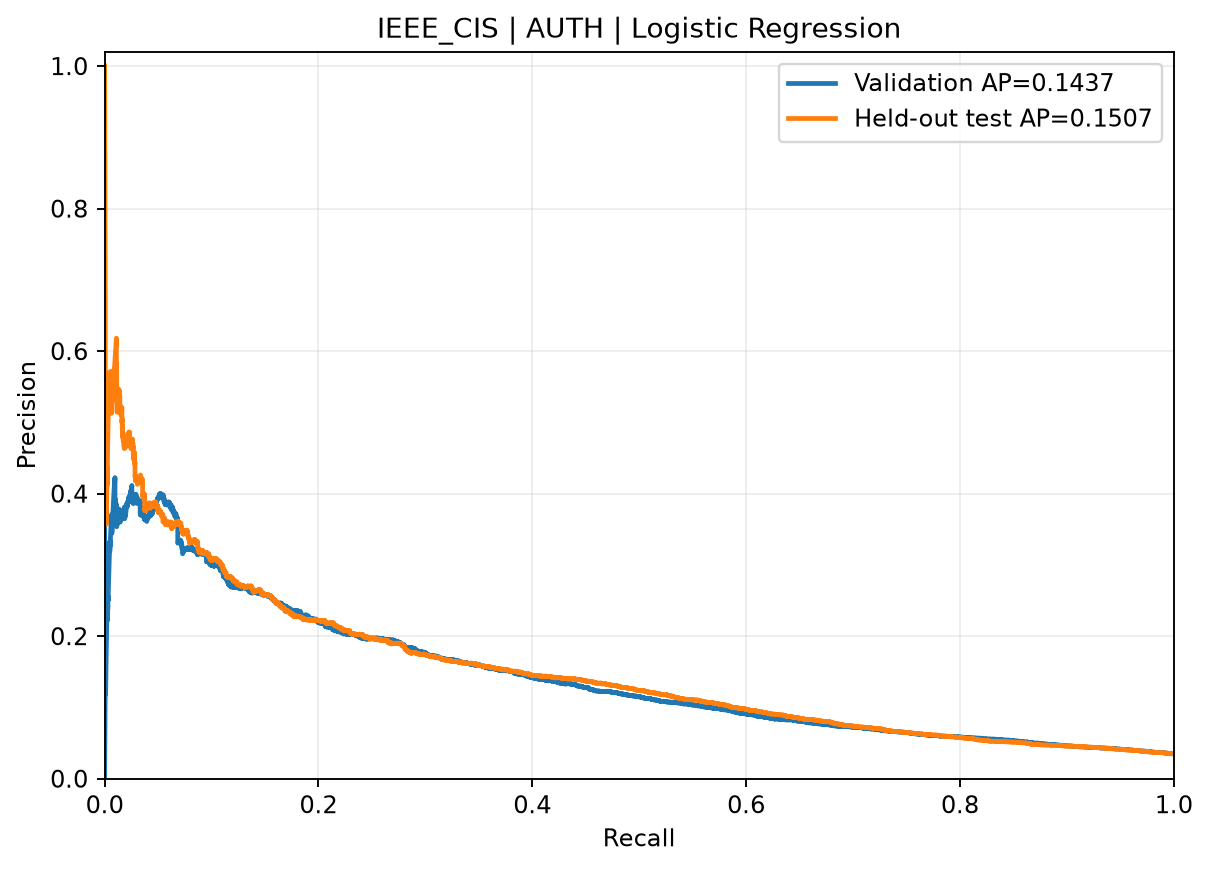 IEEE_CIS | AUTH | Logistic Regression
Validation AP=0.1437
Held-out test AP=0.1507
Precision
1.0
0.8
0.6
0.4
0.2
0.0
0.0 0.2 0.4 0.6 0.8 1.0
Recall